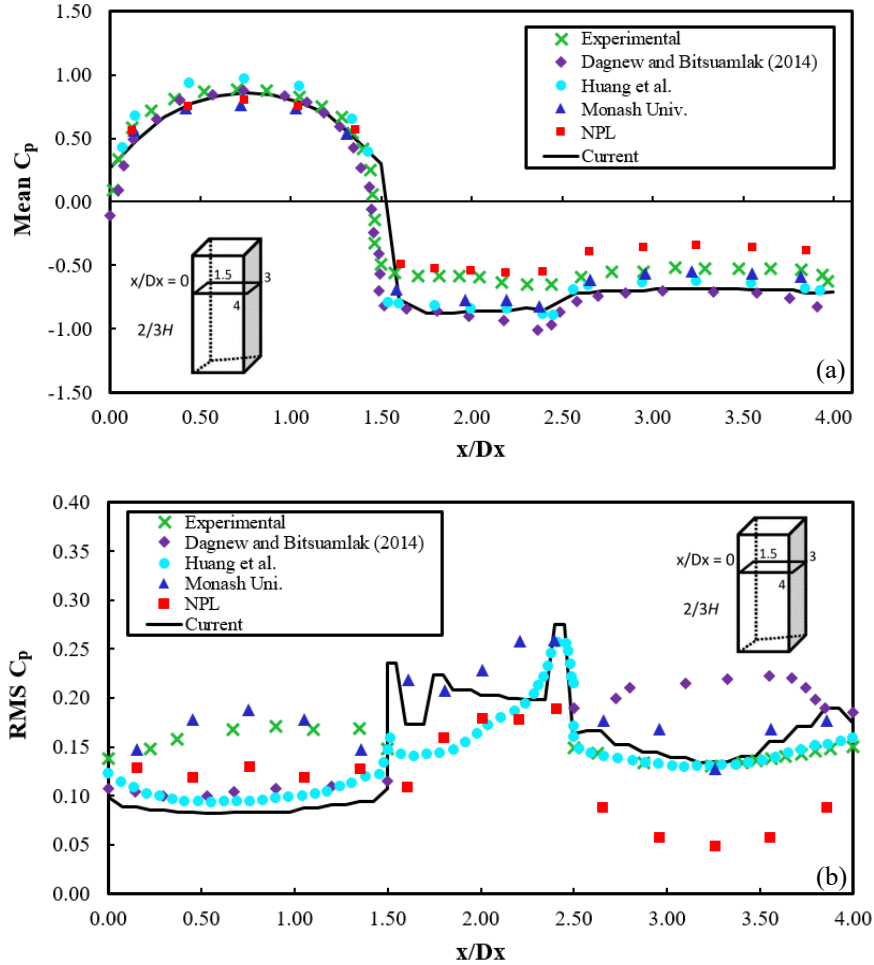 1.50
1.00
0.50
0.00
-0.50
-1.00
-1.50
Mean Cp
Experimental
Dagnew and Bitsuamlak (2014)
Huang et al.
Monash Univ.
NPL
Current
x/Dx = 0
1.5
3
4
2/3H
(a)
0.00 0.50 1.00 1.50 2.00 2.50 3.00 3.50 4.00
x/Dx
0.40
0.35
0.30
0.25
0.20
0.15
0.10
0.05
0.00
RMS Cp
Experimental
Dagnew and Bitsuamlak (2014)
Huang et al.
Monash Uni.
NPL
Current
x/Dx = 0
1.5
3
4
2/3H
(b)
0.00 0.50 1.00 1.50 2.00 2.50 3.00 3.50 4.00
x/Dx